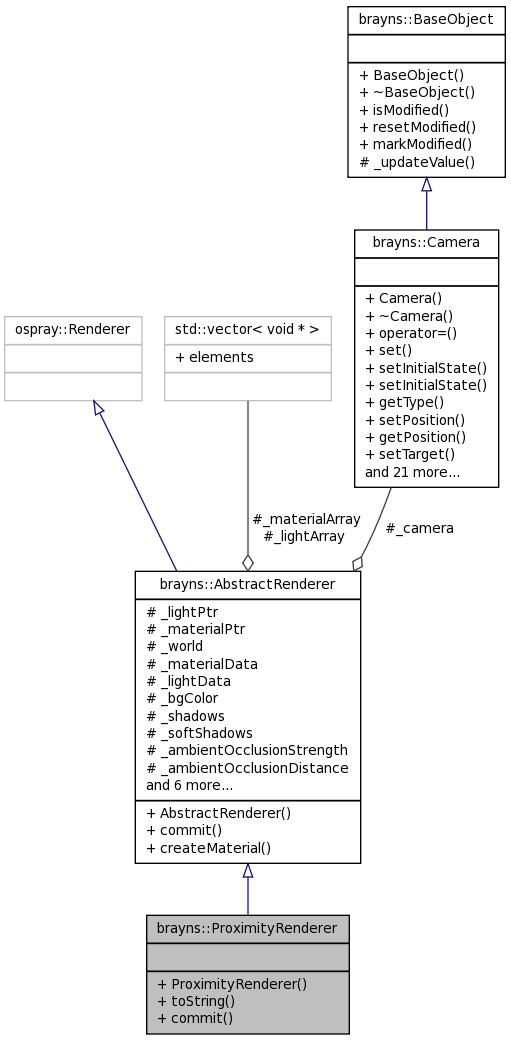 brayns::BaseObject
+ BaseObject()
+ ~BaseObject()
+ isModified()
+ resetModified()
+ markModified()
# _updateValue()
brayns::Camera
+ Camera()
+ ~Camera()
+ operator=()
+ set()
+ setInitialState()
+ setInitialState()
+ getType()
+ setPosition()
+ getPosition()
+ setTarget()
and 21 more...
ospray::Renderer
std::vector< void * >
+ elements
#_materialArray
#_lightArray
#_camera
brayns::AbstractRenderer
# _lightPtr
# _materialPtr
# _world
# _materialData
# _lightData
# _bgColor
# _shadows
# _softShadows
# _ambientOcclusionStrength
# _ambientOcclusionDistance
and 6 more...
+ AbstractRenderer()
+ commit()
+ createMaterial()
brayns::ProximityRenderer
+ ProximityRenderer()
+ toString()
+ commit()